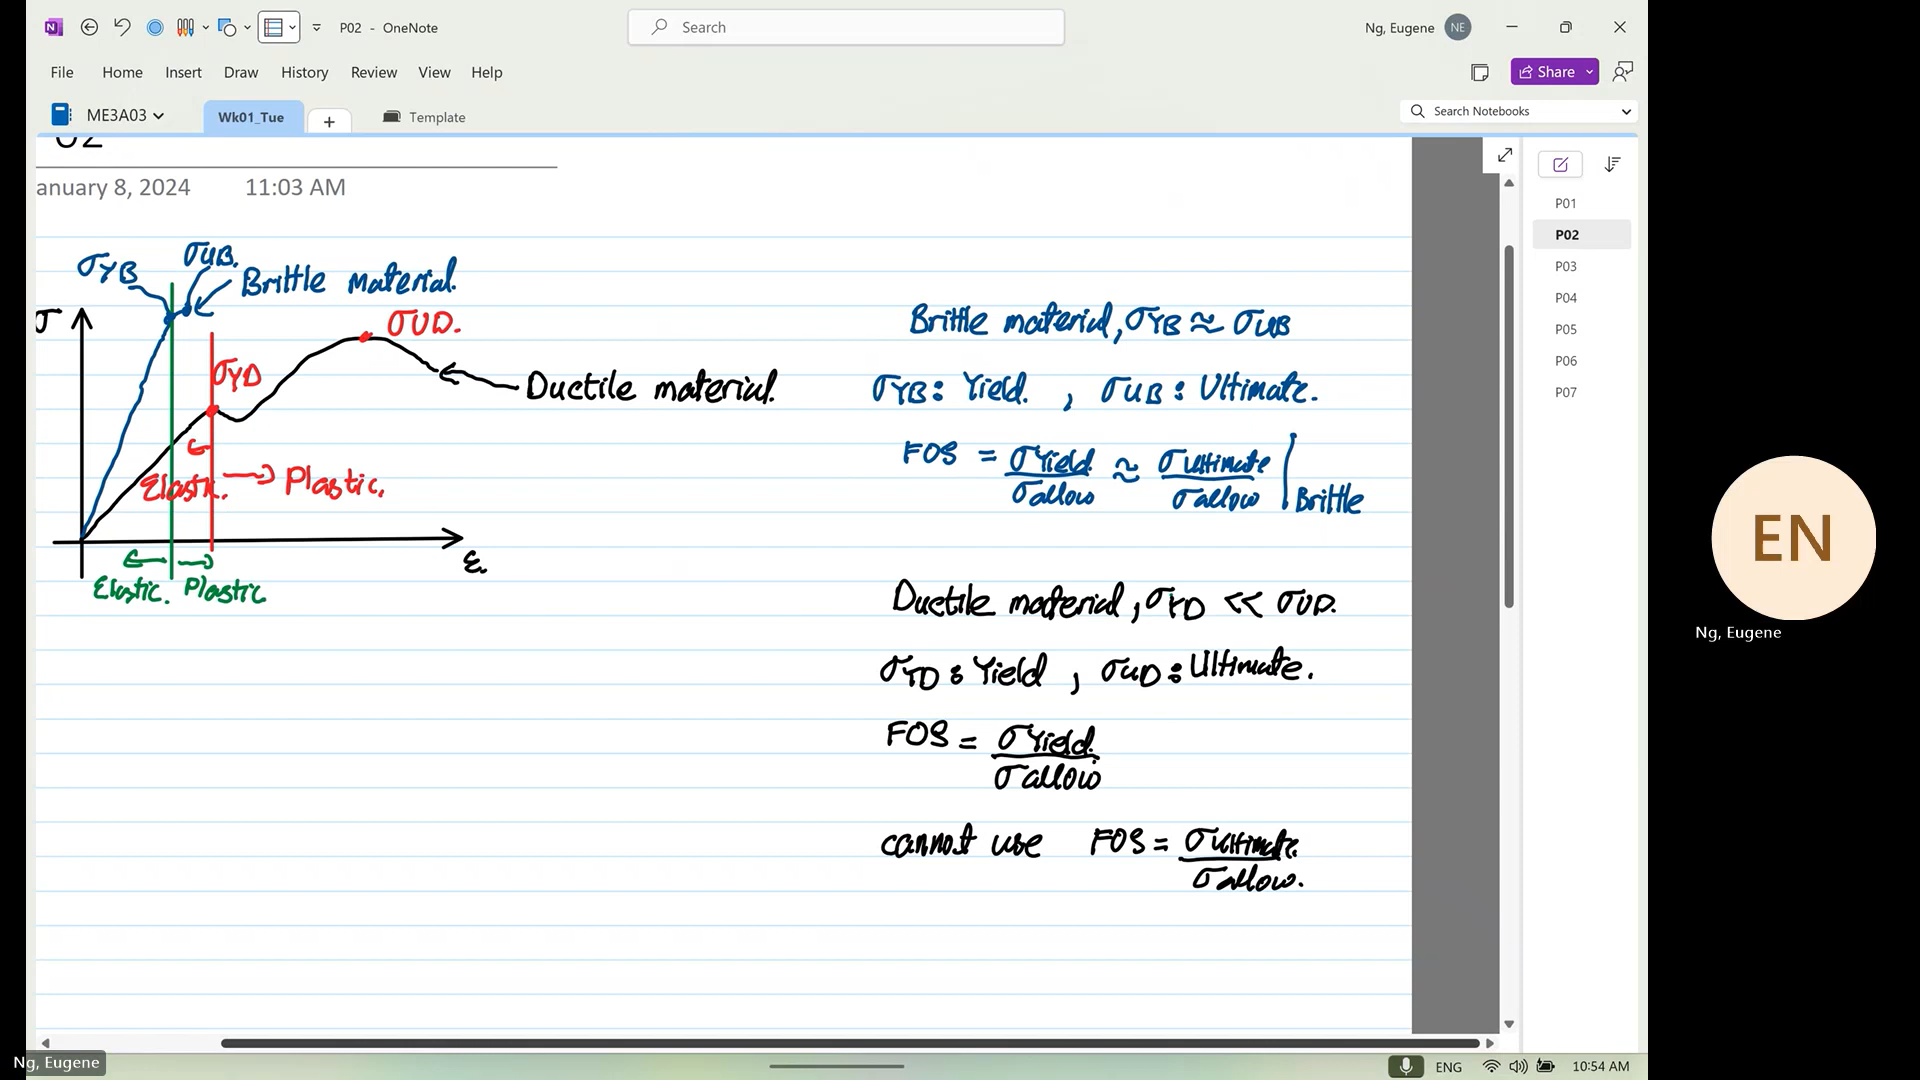 P02 - OneNote
Search
Ng, Eugene
NE
File Home Insert Draw History Review View Help
Share
ME3A03
Wk01_Tue
+
Template
Search Notebooks
02
anuary 8, 2024 11:03 AM
P01
P02
P03
P04
P05
P06
P07
σYB
σUB.
Brittle material.
σ
σUD.
σYD
Ductile material.
Elastic. → Plastic.
ε.
Elastic. Plastic
Brittle material, σYB ≈ σUB
σYB: Yield. , σUB: Ultimate.
FOS = σYield/σallow ≈ σultimate/σallow | Brittle
Ductile material, σYD << σUD.
σYD: Yield , σUD: Ultimate.
FOS = σYield./σallow
cannot use FOS = σultimate./σallow.
EN
Ng, Eugene
Ng, Eugene
ENG
10:54 AM